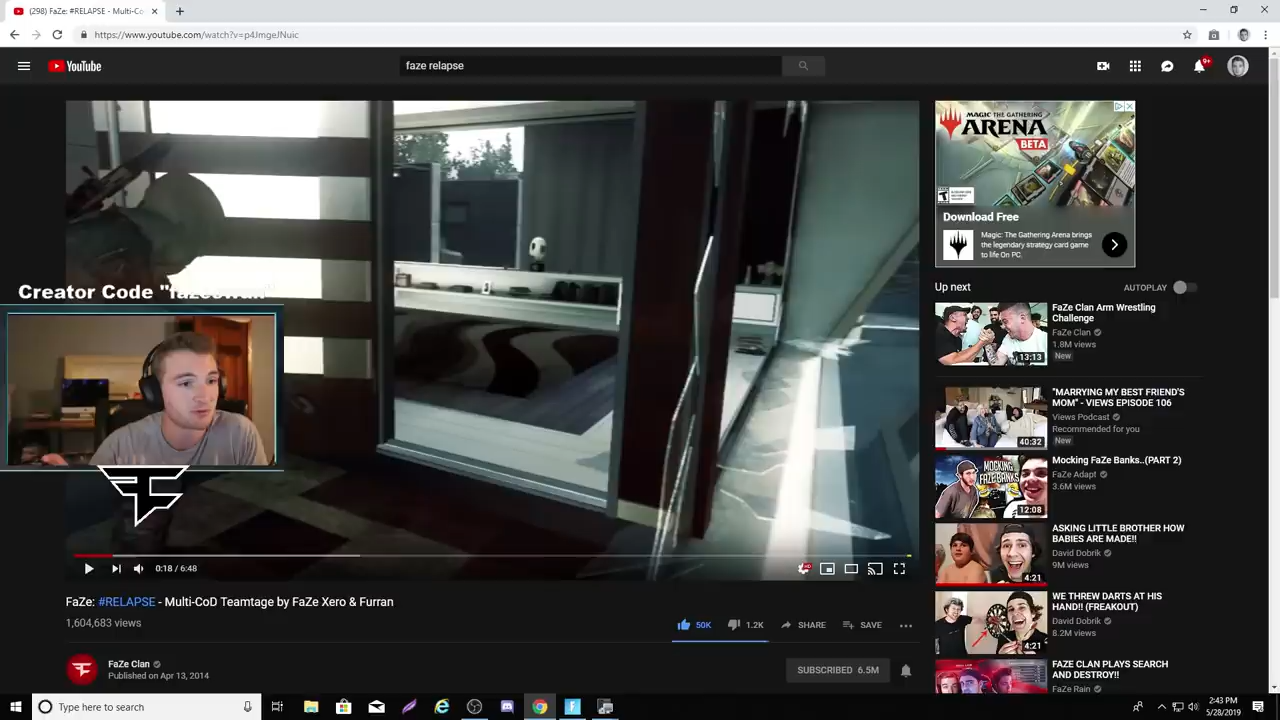 (298) FaZe: #RELAPSE - Multi-Co
https://www.youtube.com/watch?v=p4JmgeJNuic
YouTube
faze relapse
9+
MAGIC THE GATHERING
ARENA
BETA
Download Free
Magic: The Gathering Arena brings
the legendary strategy card game
to life On PC.
Up next
AUTOPLAY
FaZe Clan Arm Wrestling
Challenge
FaZe Clan
1.8M views
New
13:13
"MARRYING MY BEST FRIEND'S
MOM" - VIEWS EPISODE 106
Views Podcast
Recommended for you
New
40:32
Mocking FaZe Banks..(PART 2)
FaZe Adapt
3.6M views
MOCKING
FAZE BANKS
12:08
ASKING LITTLE BROTHER HOW
BABIES ARE MADE!!
David Dobrik
9M views
4:21
WE THREW DARTS AT HIS
HAND!! (FREAKOUT)
David Dobrik
8.2M views
4:21
FAZE CLAN PLAYS SEARCH
AND DESTROY!!
FaZe Rain
Creator Code
0:18 / 6:48
HD
FaZe: #RELAPSE - Multi-CoD Teamtage by FaZe Xero & Furran
1,604,683 views
50K
1.2K
SHARE
SAVE
FaZe Clan
Published on Apr 13, 2014
SUBSCRIBED 6.5M
Type here to search
2:43 PM
5/28/2019